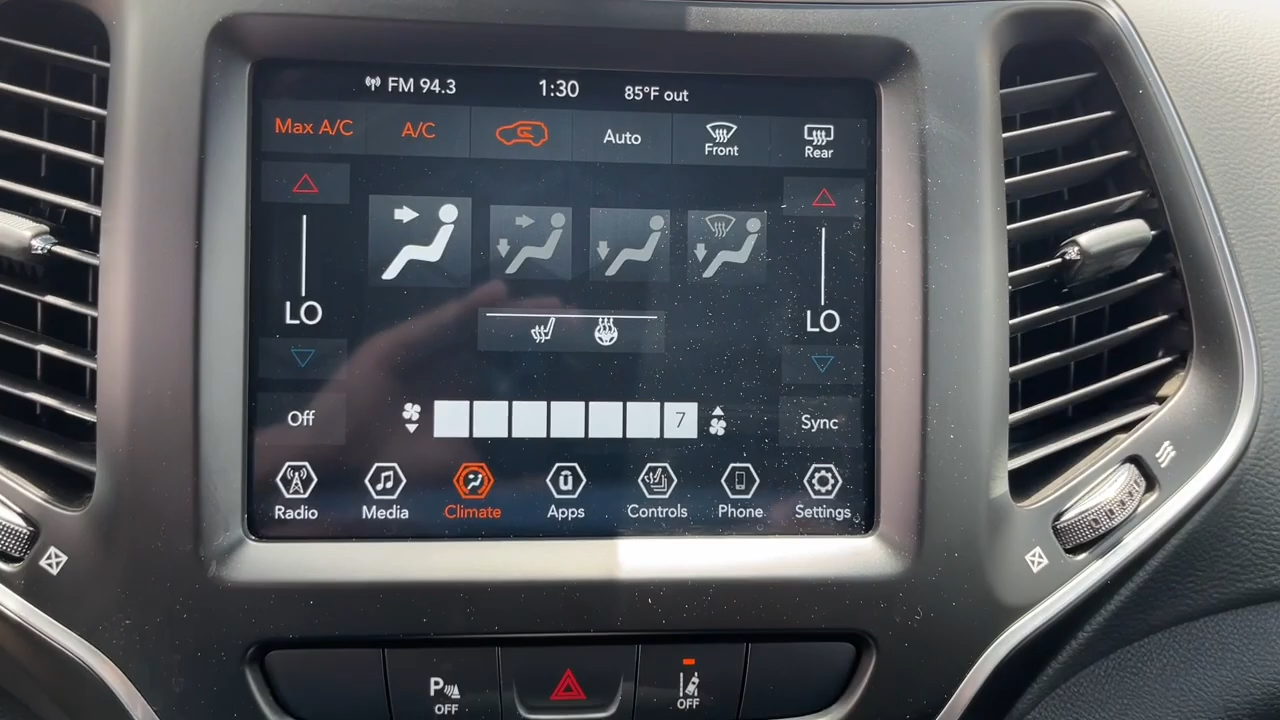 FM 94.3 1:30 85°F out
Max A/C A/C Auto Front Rear
LO LO
Off 7 Sync
Radio Media Climate Apps Controls Phone Settings
P OFF OFF